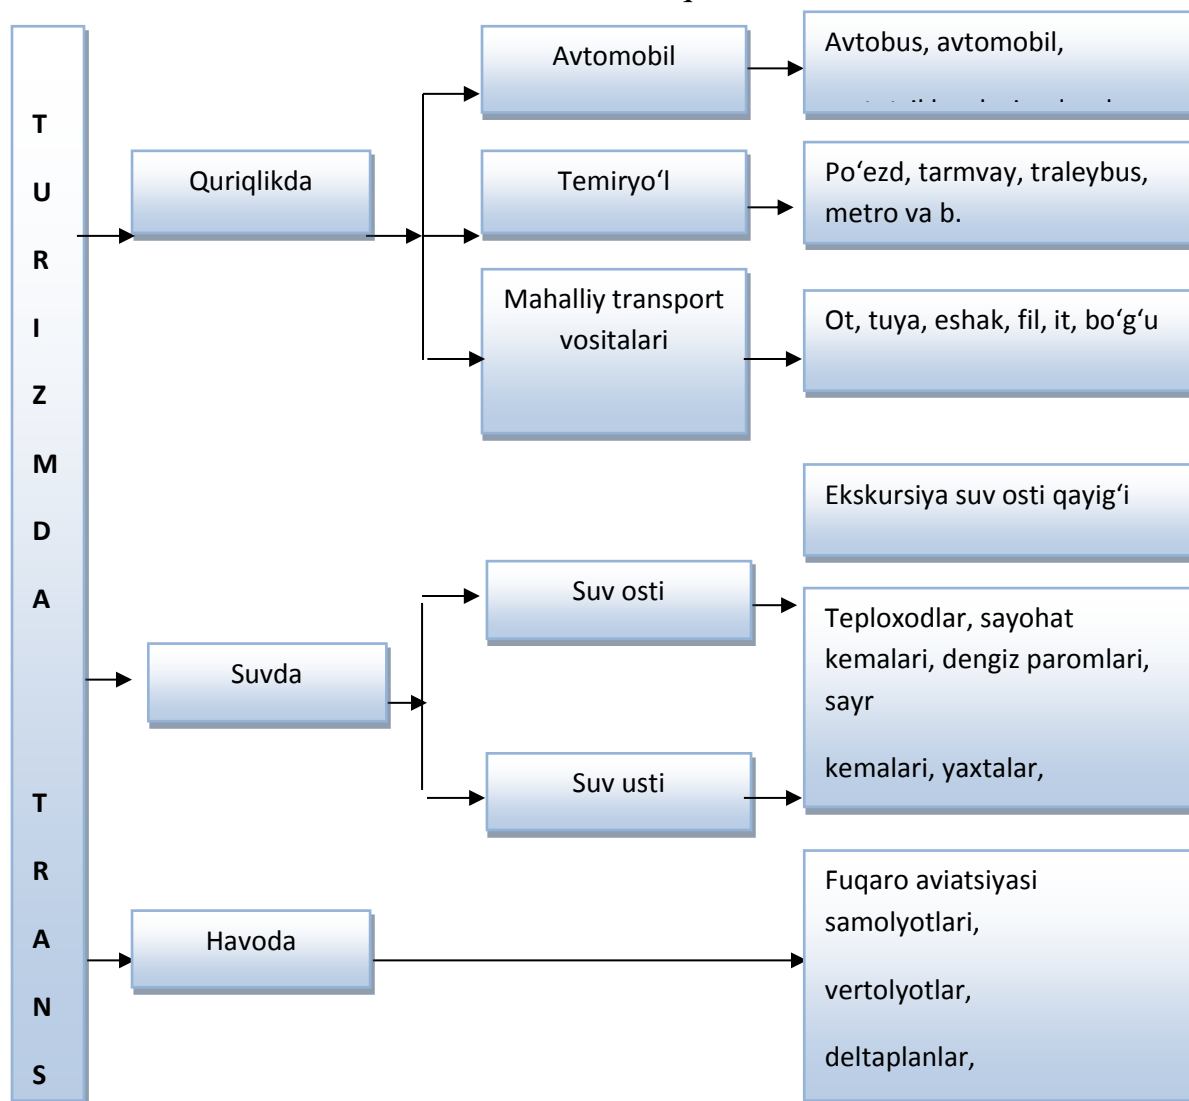 TURIZMDA TRANS
Quriqlikda
Avtomobil
Avtobus, avtomobil,
Temiryo‘l
Po‘ezd, tarmvay, traleybus,
metro va b.
Mahalliy transport
vositalari
Ot, tuya, eshak, fil, it, bo‘g‘u
Suvda
Suv osti
Ekskursiya suv osti qayig‘i
Suv usti
Teploxodlar, sayohat
kemalari, dengiz paromlari,
sayr
kemalari, yaxtalar,
Havoda
Fuqaro aviatsiyasi
samolyotlari,
vertolyotlar,
deltaplanlar,